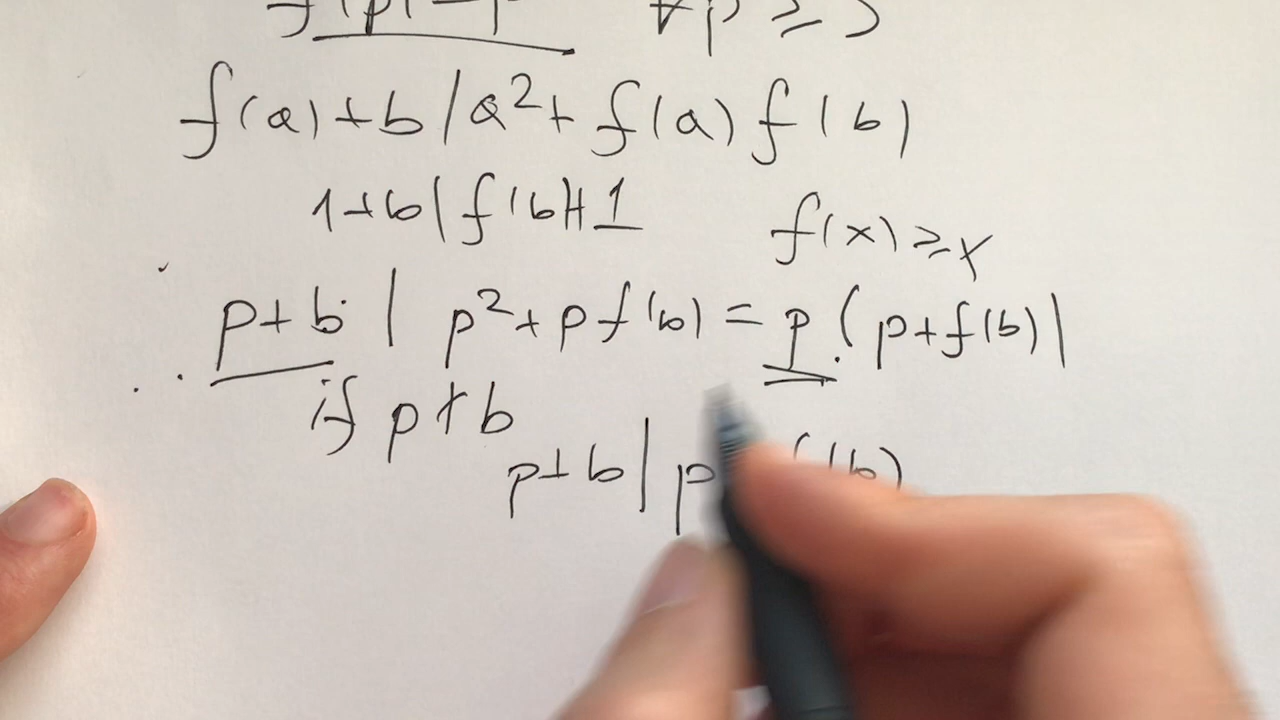 ∀p ≥
f(a)+b | a²+ f(a) f(b)
1+b | f(b)+1
f(x) ≥ x
p+b | p²+pf(b) = p.(p+f(b))
if p∤b
p+b | p f(b)